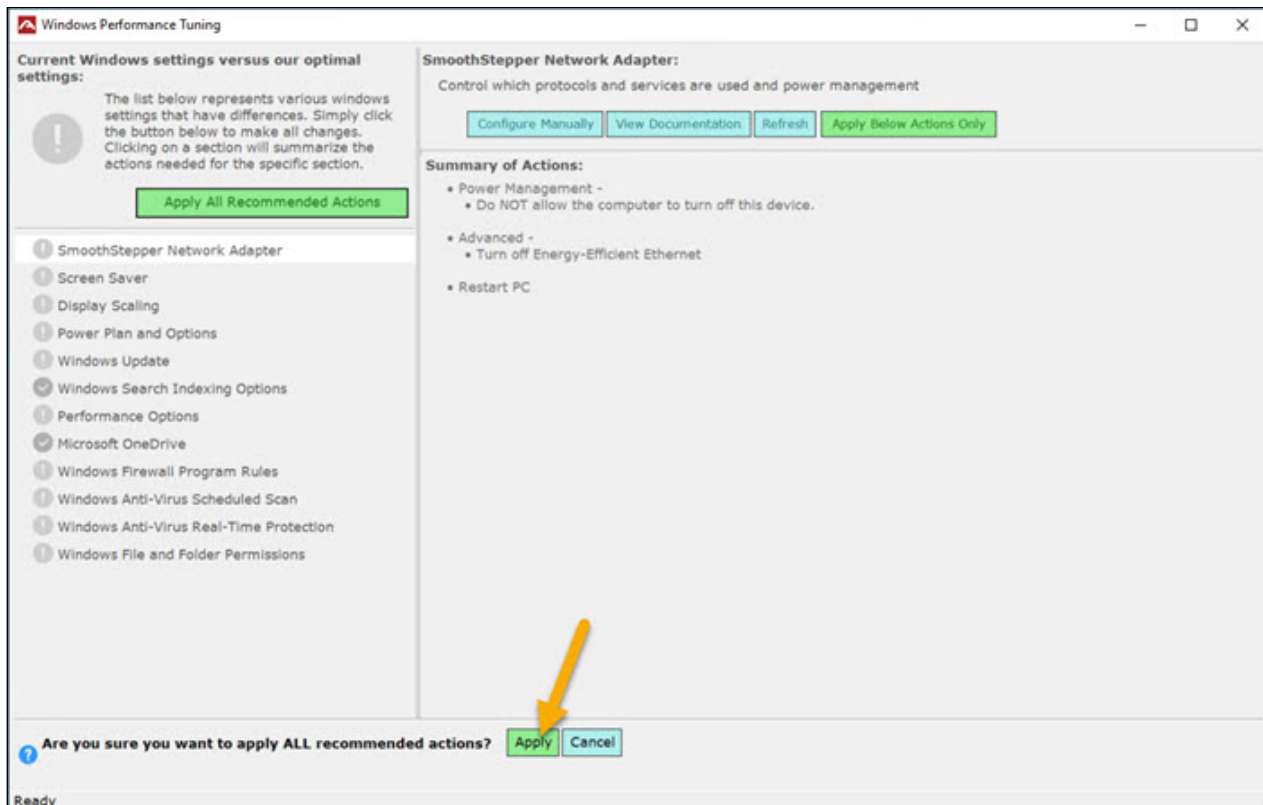 Windows Performance Tuning
Current Windows settings versus our optimal
settings:
The list below represents various windows
settings that have differences. Simply click
the button below to make all changes.
Clicking on a section will summarize the
actions needed for the specific section.
Apply All Recommended Actions
SmoothStepper Network Adapter
Screen Saver
Display Scaling
Power Plan and Options
Windows Update
Windows Search Indexing Options
Performance Options
Microsoft OneDrive
Windows Firewall Program Rules
Windows Anti-Virus Scheduled Scan
Windows Anti-Virus Real-Time Protection
Windows File and Folder Permissions
SmoothStepper Network Adapter:
Control which protocols and services are used and power management
Configure Manually View Documentation Refresh Apply Below Actions Only
Summary of Actions:
• Power Management -
• Do NOT allow the computer to turn off this device.
• Advanced -
• Turn off Energy-Efficient Ethernet
• Restart PC
Are you sure you want to apply ALL recommended actions? Apply Cancel
Ready